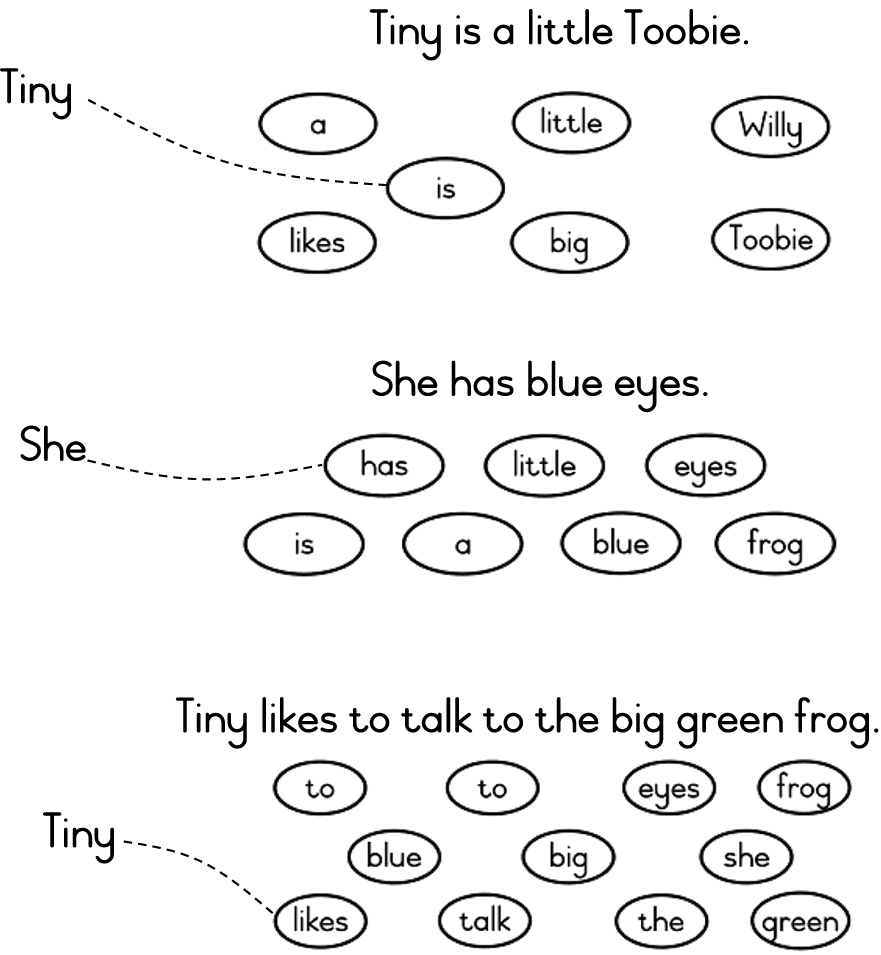 Tiny is a little Toobie.
Tiny
a little Willy
is
likes big Toobie
She has blue eyes.
She
has little eyes
is a blue frog
Tiny likes to talk to the big green frog.
to to eyes frog
Tiny
blue big she
likes talk the green